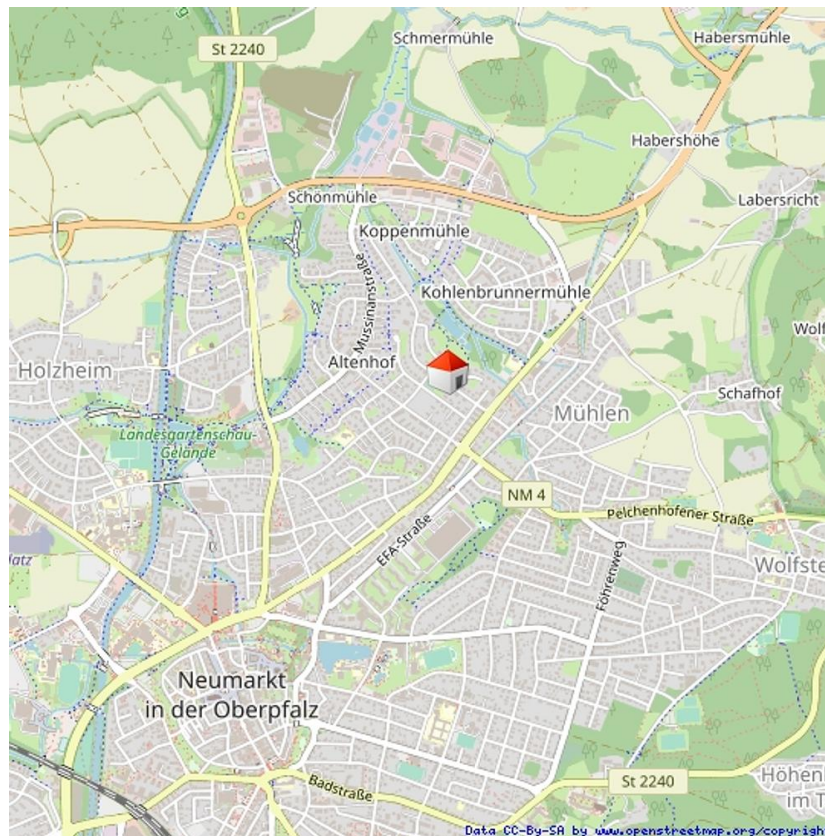 St 2240
Schmermühle
Habersmühle
Habershöhe
Schönmühle
Labersricht
Koppenmühle
Mussinanstraße
Kohlenbrunnermühle
Wolf
Altenhof
Holzheim
Schafhof
Mühlen
Landesgartenschau-
Gelände
NM 4
Pelchenhofener Straße
EFA-Straße
latz
Wolfste
Föhrenweg
Neumarkt
in der Oberpfalz
St 2240
Höhen
im T
Badstraße
Data CC-By-SA by www.openstreetmap.org/copyrigh